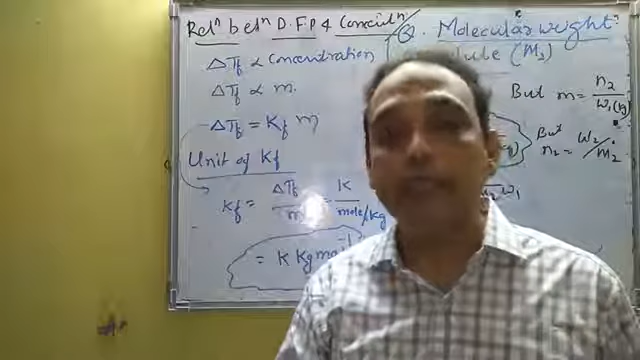 Relⁿ betⁿ D.F.P & Concentⁿ
ΔTf ∝ Concentration
ΔTf ∝ m
ΔTf = Kf m
Unit of Kf
Kf = ΔTf / m = K / mole/kg
= K Kg mol⁻¹
Q. Molecular weight
(M₂)
But m = n₂ / W₁(kg)
But n₂ = W₂ / M₂